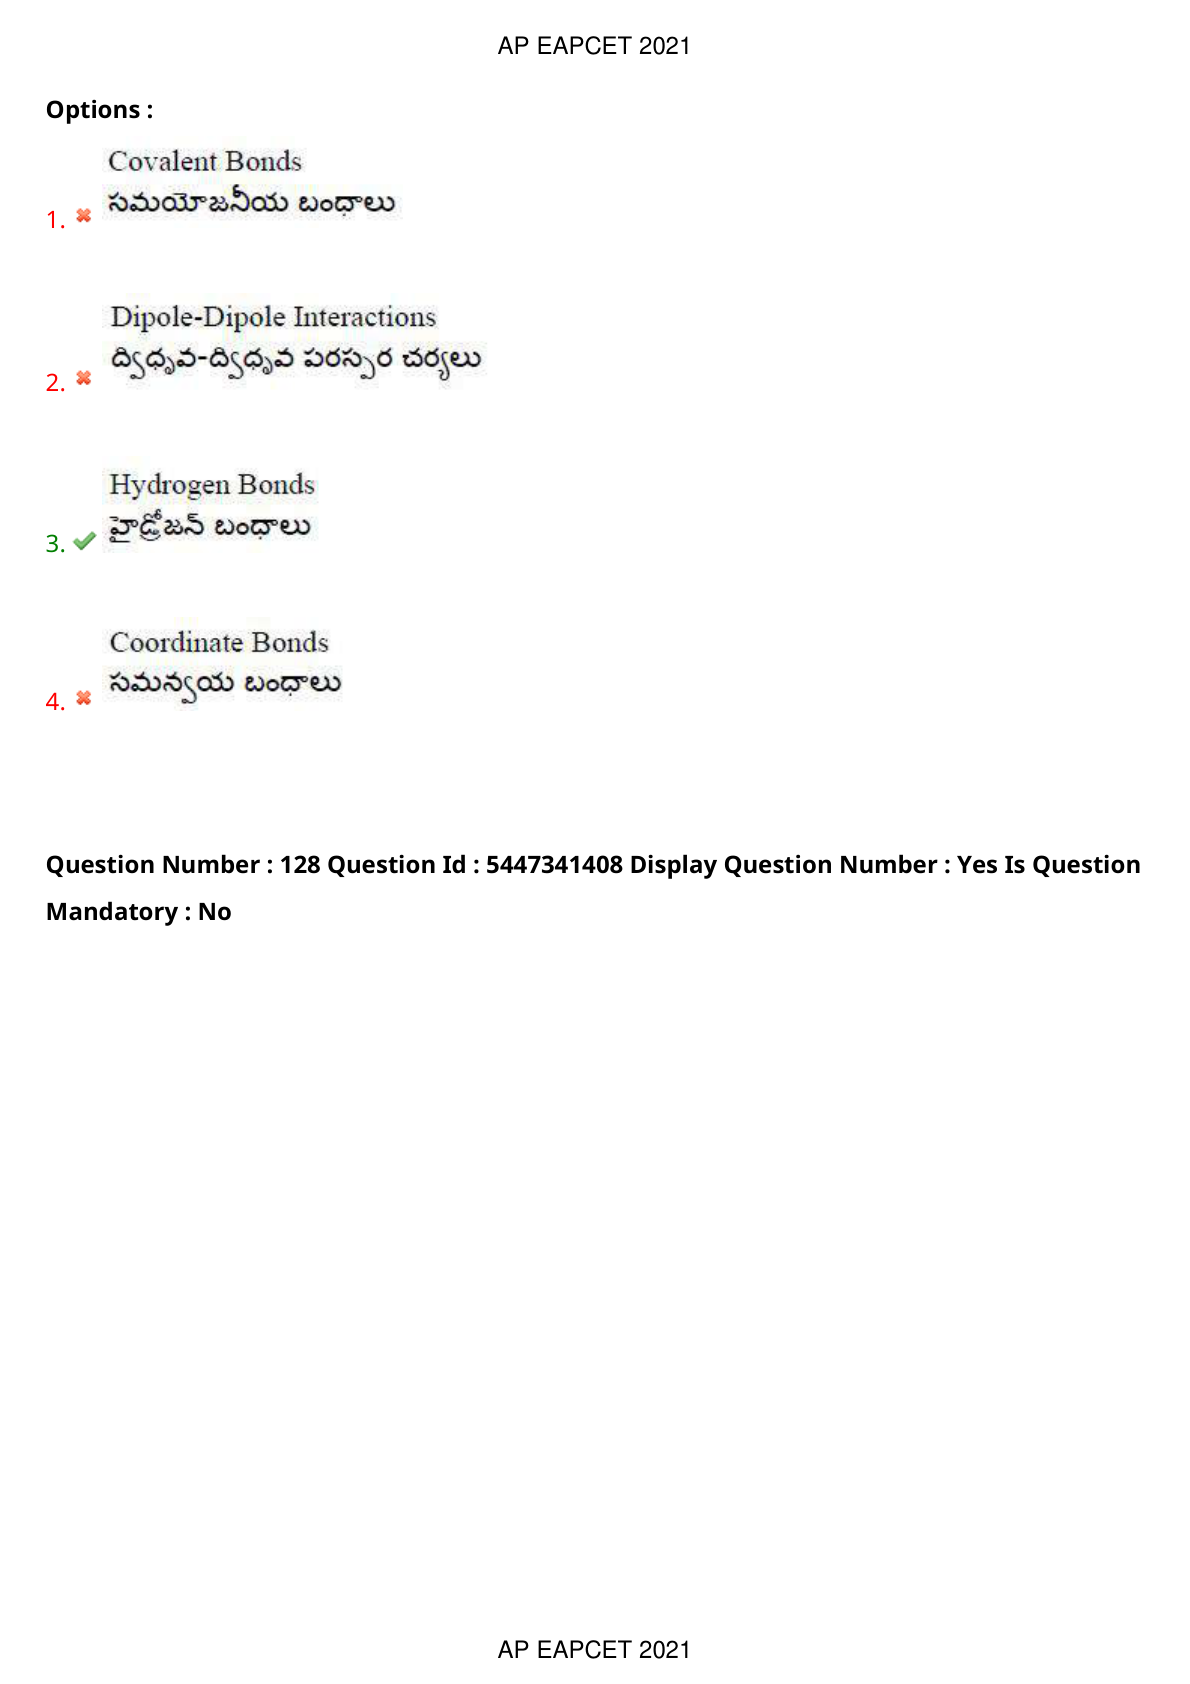 AP EAPCET 2021
Options :
Covalent Bonds
సమయోజనీయ బంధాలు
1.
Dipole-Dipole Interactions
ద్విధృవ-ద్విధృవ పరస్పర చర్యలు
2.
Hydrogen Bonds
హైడ్రోజన్ బంధాలు
3.
Coordinate Bonds
సమన్వయ బంధాలు
4.
Question Number : 128 Question Id : 5447341408 Display Question Number : Yes Is Question
Mandatory : No
AP EAPCET 2021